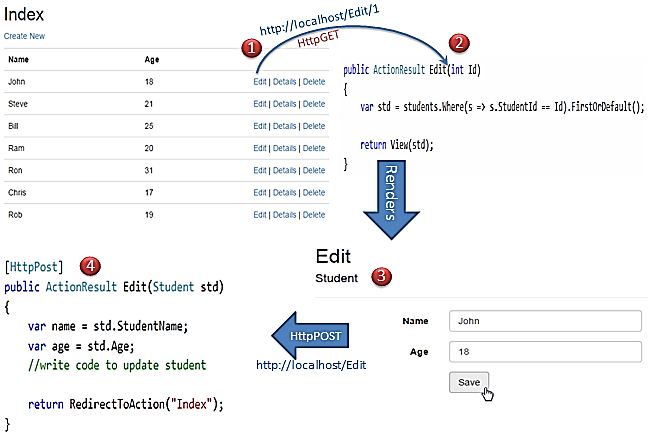 Index
Create New
Name Age
John 18 Edit | Details | Delete
Steve 21 Edit | Details | Delete
Bill 25 Edit | Details | Delete
Ram 20 Edit | Details | Delete
Ron 31 Edit | Details | Delete
Chris 17 Edit | Details | Delete
Rob 19 Edit | Details | Delete
1
http://localhost/Edit/1
HttpGET
2
public ActionResult Edit(int Id)
{
var std = students.Where(s => s.StudentId == Id).FirstOrDefault();
return View(std);
}
Renders
Edit
Student
3
Name John
Age 18
Save
HttpPOST
http://localhost/Edit
4
[HttpPost]
public ActionResult Edit(Student std)
{
var name = std.StudentName;
var age = std.Age;
//write code to update student
return RedirectToAction("Index");
}